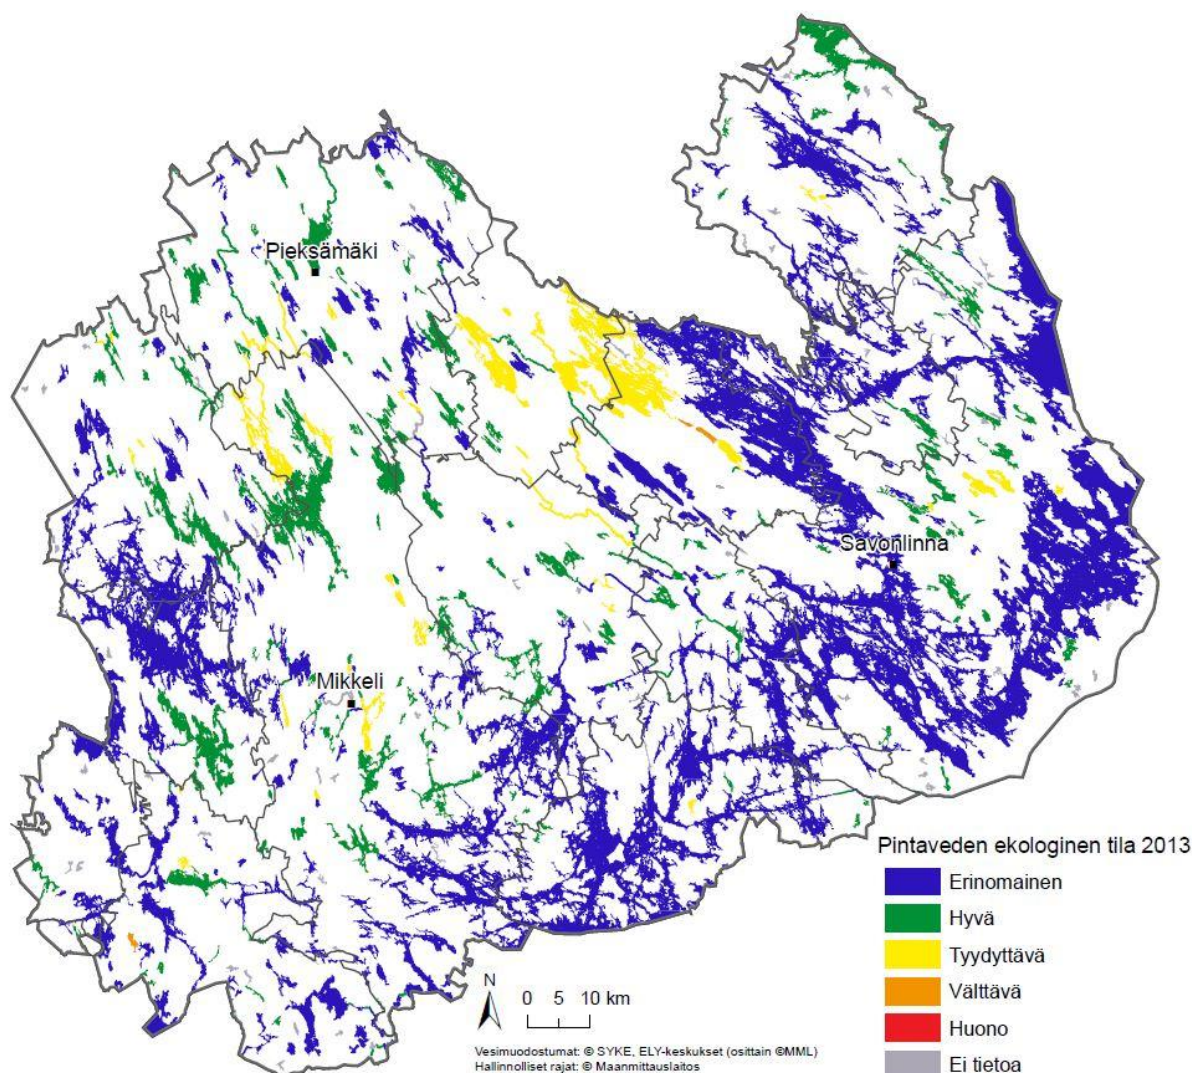 Pieksämäki
Savonlinna
Mikkeli
Pintaveden ekologinen tila 2013
Erinomainen
Hyvä
Tyydyttävä
Välttävä
Huono
Ei tietoa
N
0 5 10 km
Vesimuodostumat: © SYKE, ELY-keskukset (osittain ©MML)
Hallinnolliset rajat: © Maanmittauslaitos